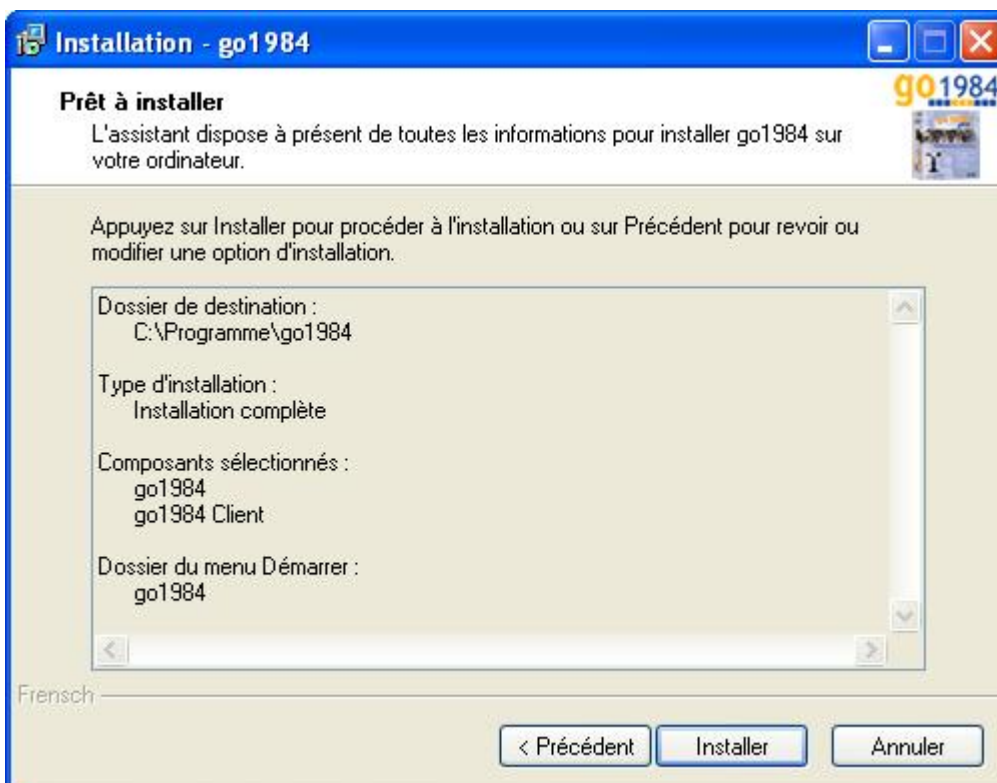 Installation - go1984
Prêt à installer
go1984
L'assistant dispose à présent de toutes les informations pour installer go1984 sur
votre ordinateur.
Appuyez sur Installer pour procéder à l'installation ou sur Précédent pour revoir ou
modifier une option d'installation.
Dossier de destination :
C:\Programme\go1984
Type d'installation :
Installation complète
Composants sélectionnés :
go1984
go1984 Client
Dossier du menu Démarrer :
go1984
Frensch
< Précédent
Installer
Annuler